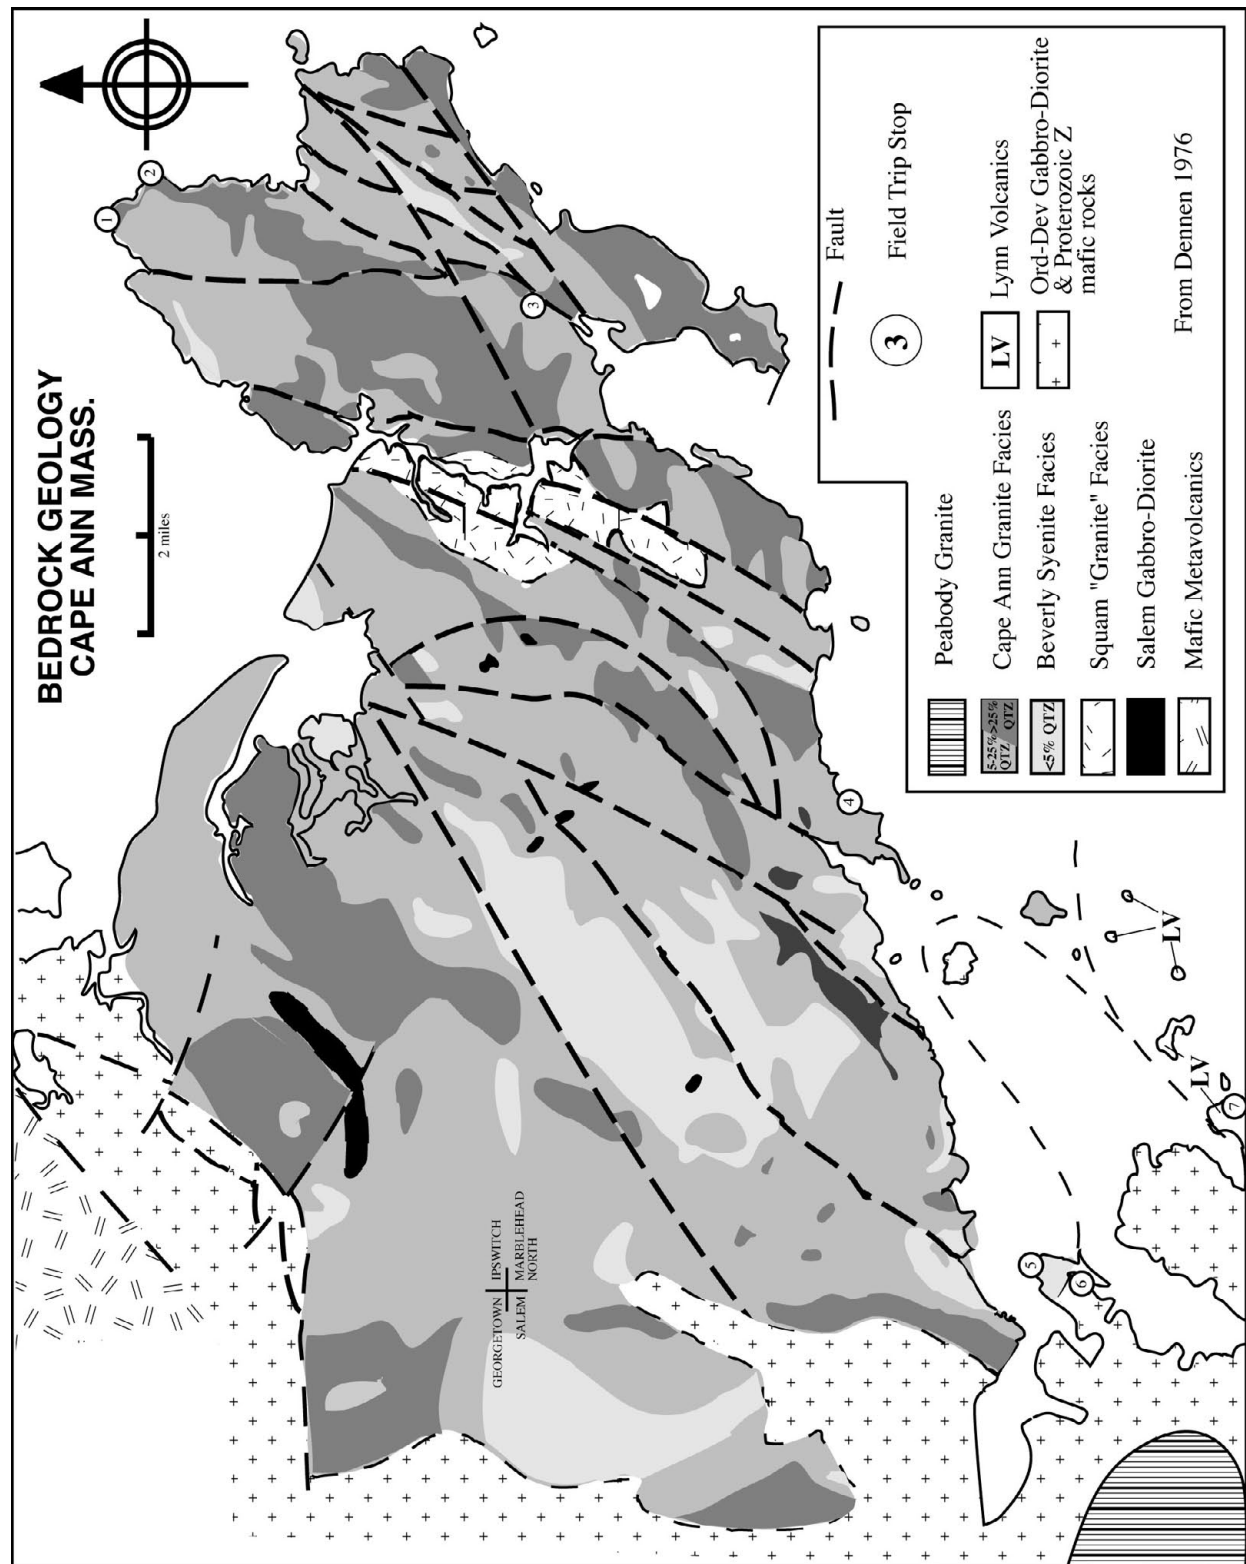 BEDROCK GEOLOGY
CAPE ANN MASS.
2 miles
1
2
3
4
5
6
7
GEORGETOWN
IPSWITCH
SALEM
MARBLEHEAD
NORTH
LV
LV
Peabody Granite
5-25%
QTZ
>25%
QTZ
Cape Ann Granite Facies
<5% QTZ
Beverly Syenite Facies
Squam "Granite" Facies
Salem Gabbro-Diorite
Mafic Metavolcanics
Fault
3
Field Trip Stop
LV
Lynn Volcanics
Ord-Dev Gabbro-Diorite
& Proterozoic Z
mafic rocks
From Dennen 1976